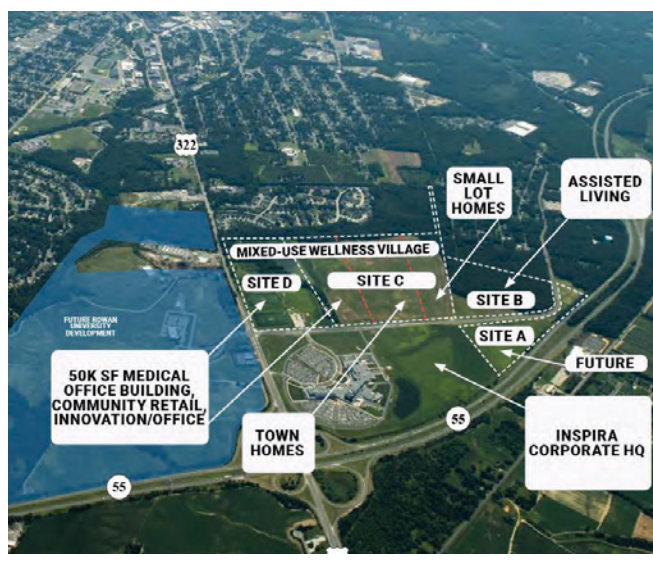 322
SMALL
LOT
HOMES
ASSISTED
LIVING
MIXED-USE WELLNESS VILLAGE
SITE D
SITE C
SITE B
SITE A
FUTURE ROWAN
UNIVERSITY
DEVELOPMENT
FUTURE
50K SF MEDICAL
OFFICE BUILDING,
COMMUNITY RETAIL,
INNOVATION/OFFICE
TOWN
HOMES
55
INSPIRA
CORPORATE HQ
55